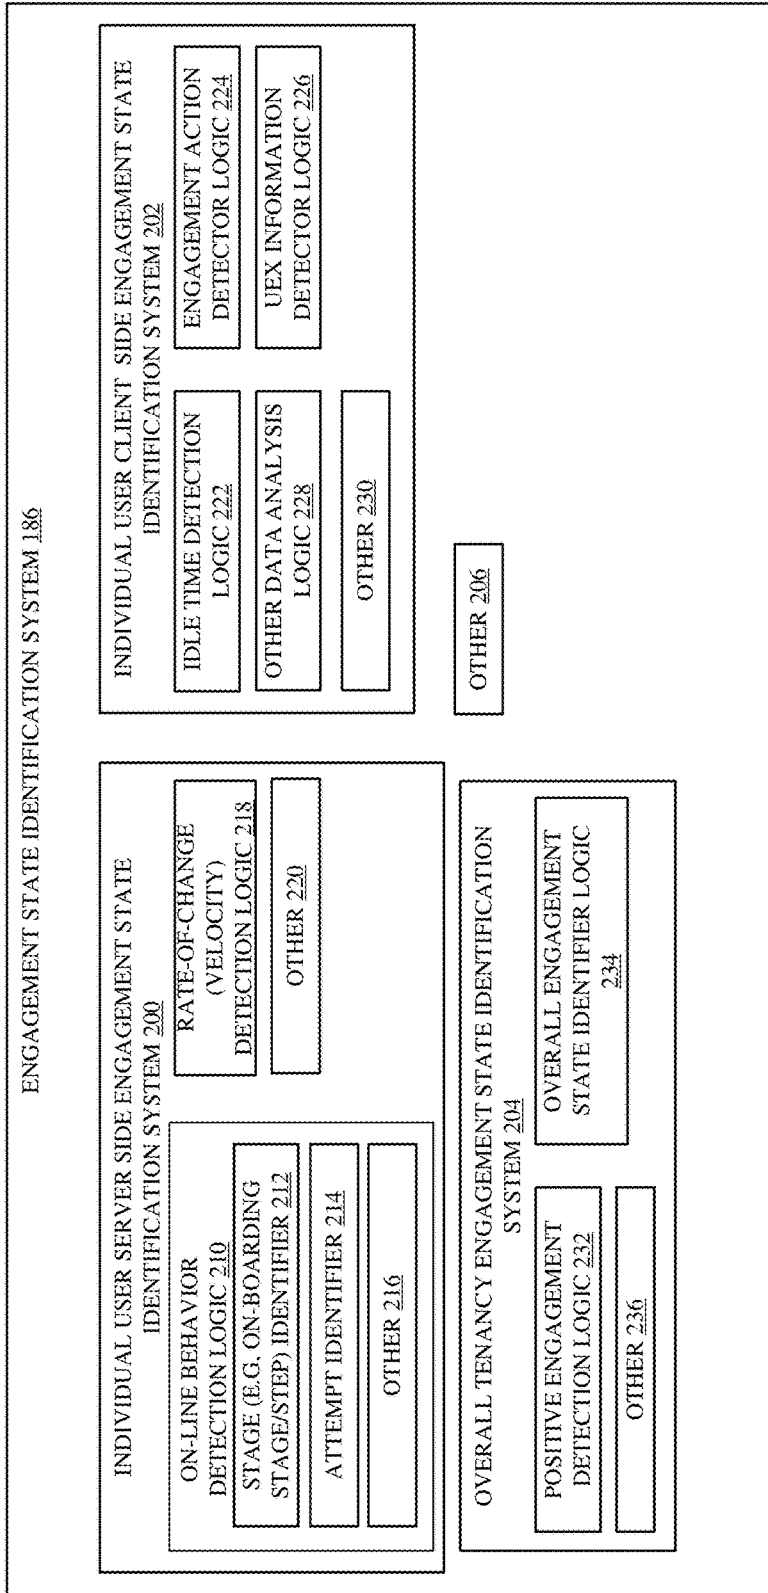 ENGAGEMENT STATE IDENTIFICATION SYSTEM 186
INDIVIDUAL USER SERVER SIDE ENGAGEMENT STATE
IDENTIFICATION SYSTEM 200
ON-LINE BEHAVIOR
DETECTION LOGIC 210
STAGE (E.G. ON-BOARDING
STAGE/STEP) IDENTIFIER 212
ATTEMPT IDENTIFIER 214
OTHER 216
RATE-OF-CHANGE
(VELOCITY)
DETECTION LOGIC 218
OTHER 220
INDIVIDUAL USER CLIENT SIDE ENGAGEMENT STATE
IDENTIFICATION SYSTEM 202
IDLE TIME DETECTION
LOGIC 222
ENGAGEMENT ACTION
DETECTOR LOGIC 224
OTHER DATA ANALYSIS
LOGIC 228
UEX INFORMATION
DETECTOR LOGIC 226
OTHER 230
OVERALL TENANCY ENGAGEMENT STATE IDENTIFICATION
SYSTEM 204
POSITIVE ENGAGEMENT
DETECTION LOGIC 232
OTHER 236
OVERALL ENGAGEMENT
STATE IDENTIFIER LOGIC
234
OTHER 206